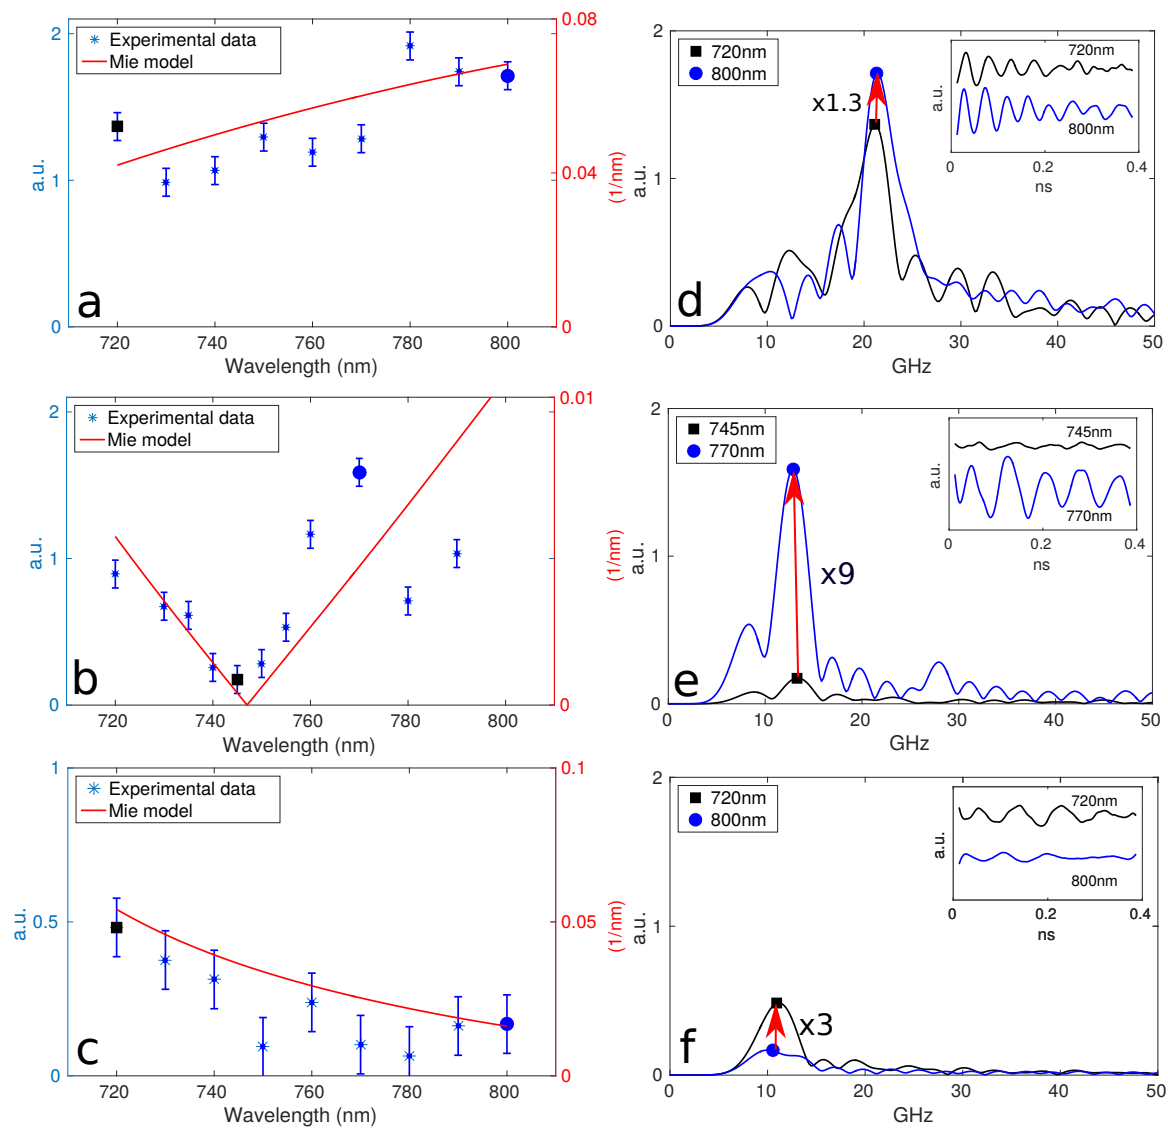 2
1
0
a.u.
Experimental data
Mie model
a
0.08
0.04
0
(1/nm)
720 740 760 780 800
Wavelength (nm)
2
1
0
a.u.
720nm
800nm
x1.3
d
720nm
800nm
a.u.
0 0.2 0.4
ns
0 10 20 30 40 50
GHz
2
1
0
a.u.
Experimental data
Mie model
b
0.01
0
(1/nm)
720 740 760 780 800
Wavelength (nm)
2
1
0
a.u.
745nm
770nm
x9
e
745nm
770nm
a.u.
0 0.2 0.4
ns
0 10 20 30 40 50
GHz
1
0.5
0
a.u.
Experimental data
Mie model
c
0.1
0.05
0
(1/nm)
720 740 760 780 800
Wavelength (nm)
2
1
0
a.u.
720nm
800nm
x3
f
720nm
800nm
a.u.
0 0.2 0.4
ns
0 10 20 30 40 50
GHz